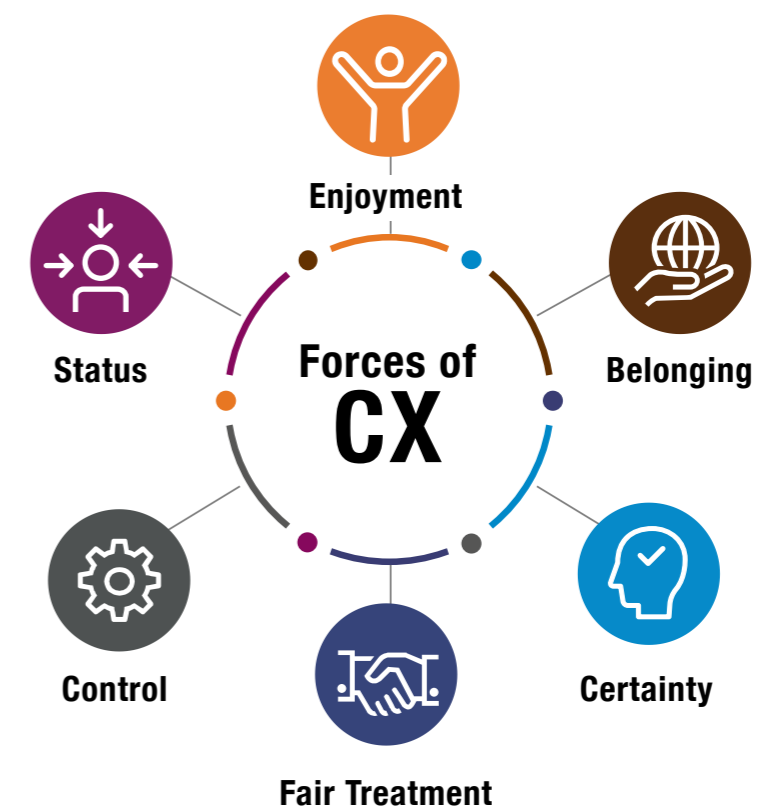 Enjoyment
Status
Belonging
Forces of
CX
Control
Certainty
Fair Treatment